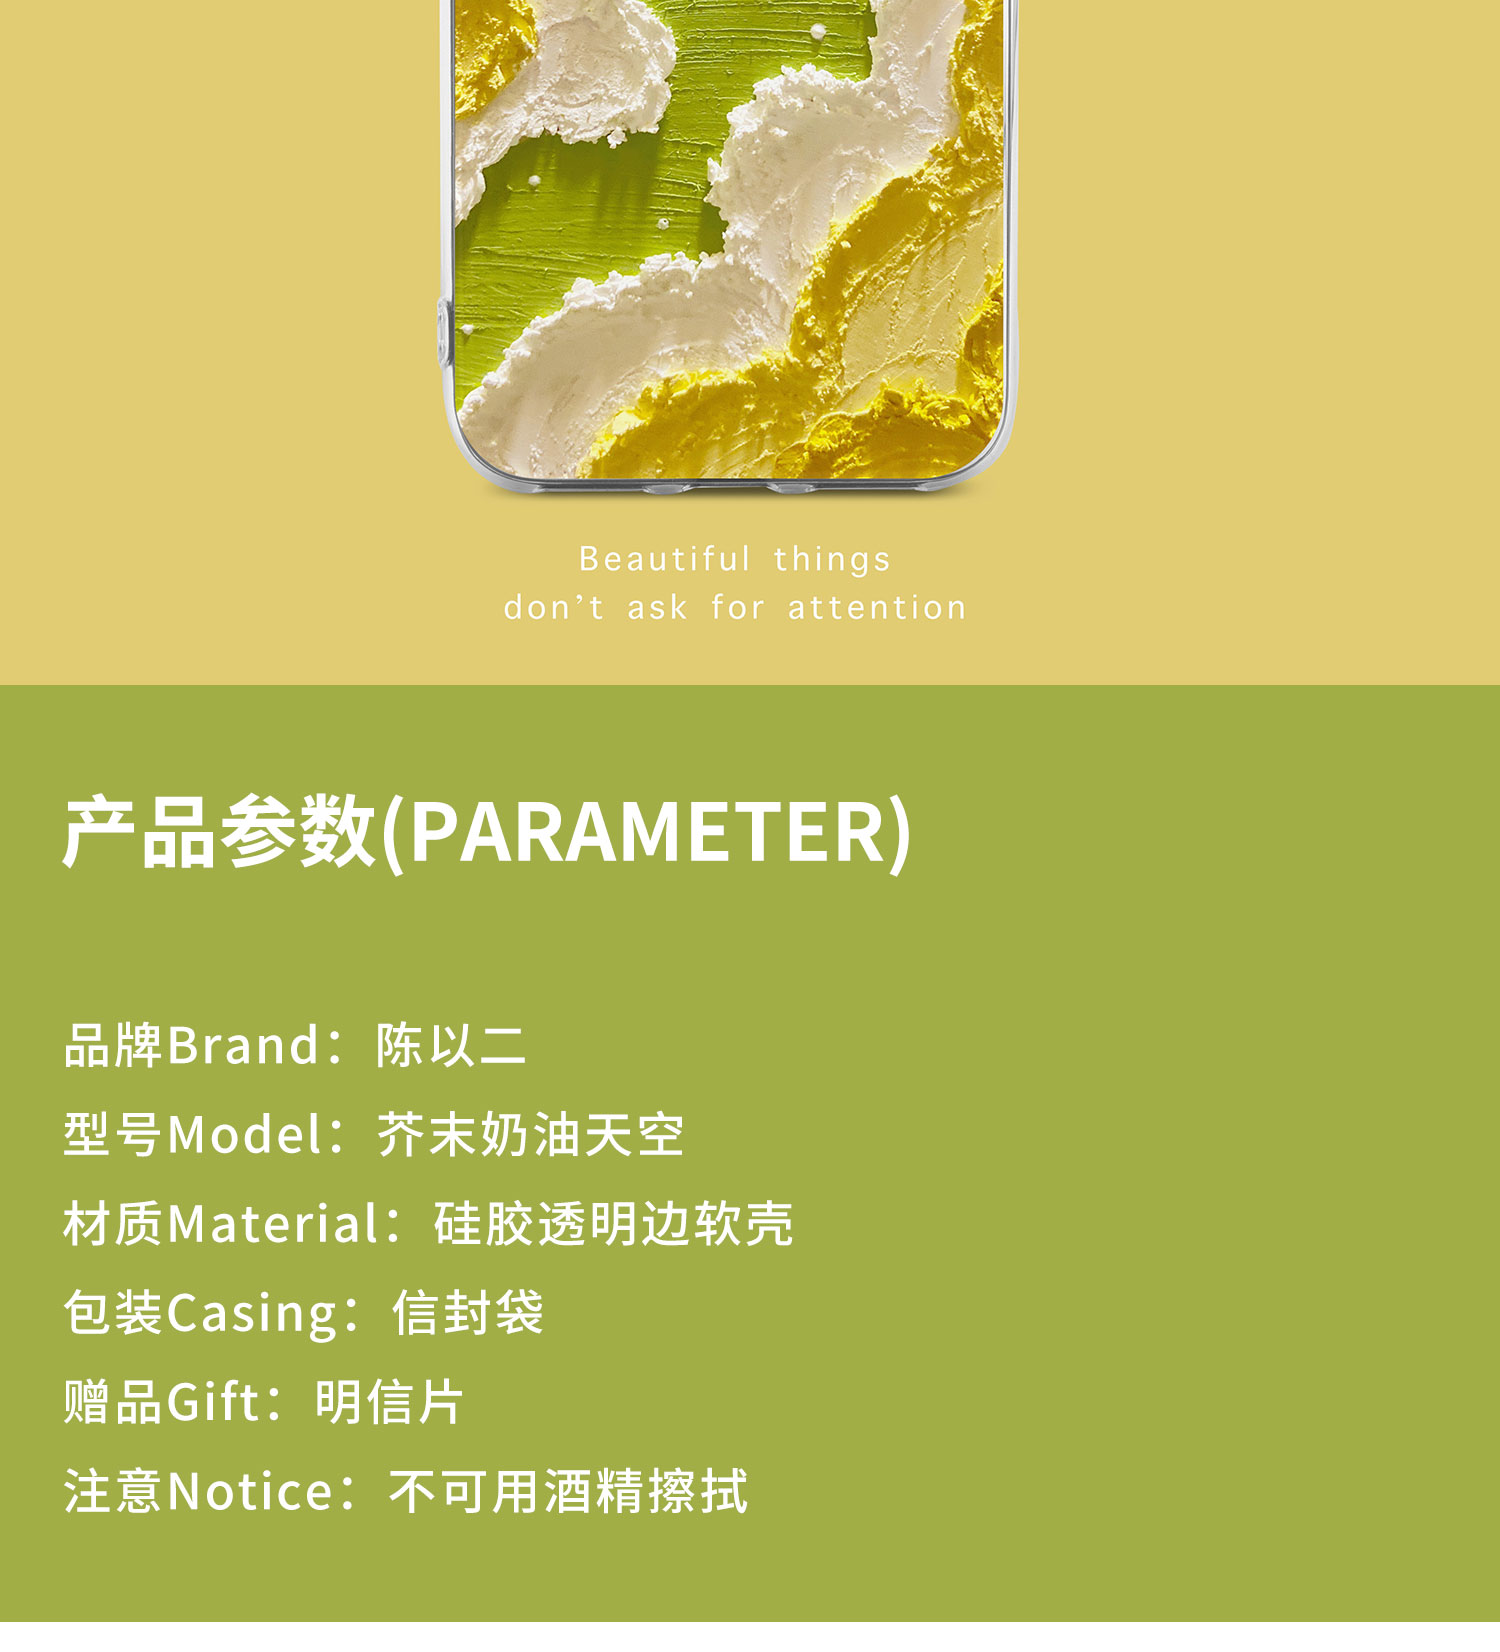 Beautiful things
don’t ask for attention
产品参数(PARAMETER)
品牌Brand：陈以二
型号Model：芥末奶油天空
材质Material：硅胶透明边软壳
包装Casing：信封袋
赠品Gift：明信片
注意Notice：不可用酒精擦拭